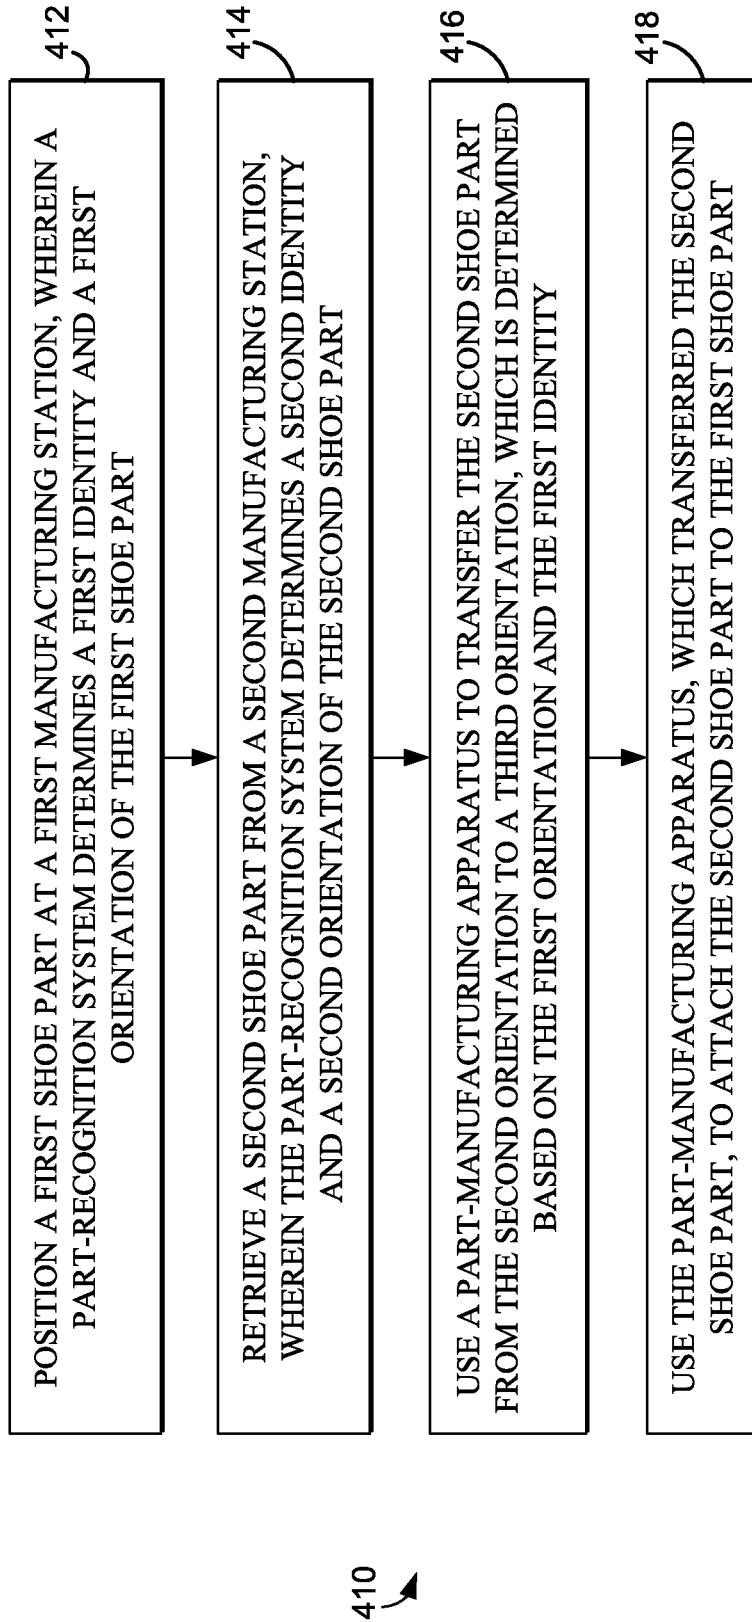 410
412
POSITION A FIRST SHOE PART AT A FIRST MANUFACTURING STATION, WHEREIN A
PART-RECOGNITION SYSTEM DETERMINES A FIRST IDENTITY AND A FIRST
ORIENTATION OF THE FIRST SHOE PART
414
RETRIEVE A SECOND SHOE PART FROM A SECOND MANUFACTURING STATION,
WHEREIN THE PART-RECOGNITION SYSTEM DETERMINES A SECOND IDENTITY
AND A SECOND ORIENTATION OF THE SECOND SHOE PART
416
USE A PART-MANUFACTURING APPARATUS TO TRANSFER THE SECOND SHOE PART
FROM THE SECOND ORIENTATION TO A THIRD ORIENTATION, WHICH IS DETERMINED
BASED ON THE FIRST ORIENTATION AND THE FIRST IDENTITY
418
USE THE PART-MANUFACTURING APPARATUS, WHICH TRANSFERRED THE SECOND
SHOE PART, TO ATTACH THE SECOND SHOE PART TO THE FIRST SHOE PART